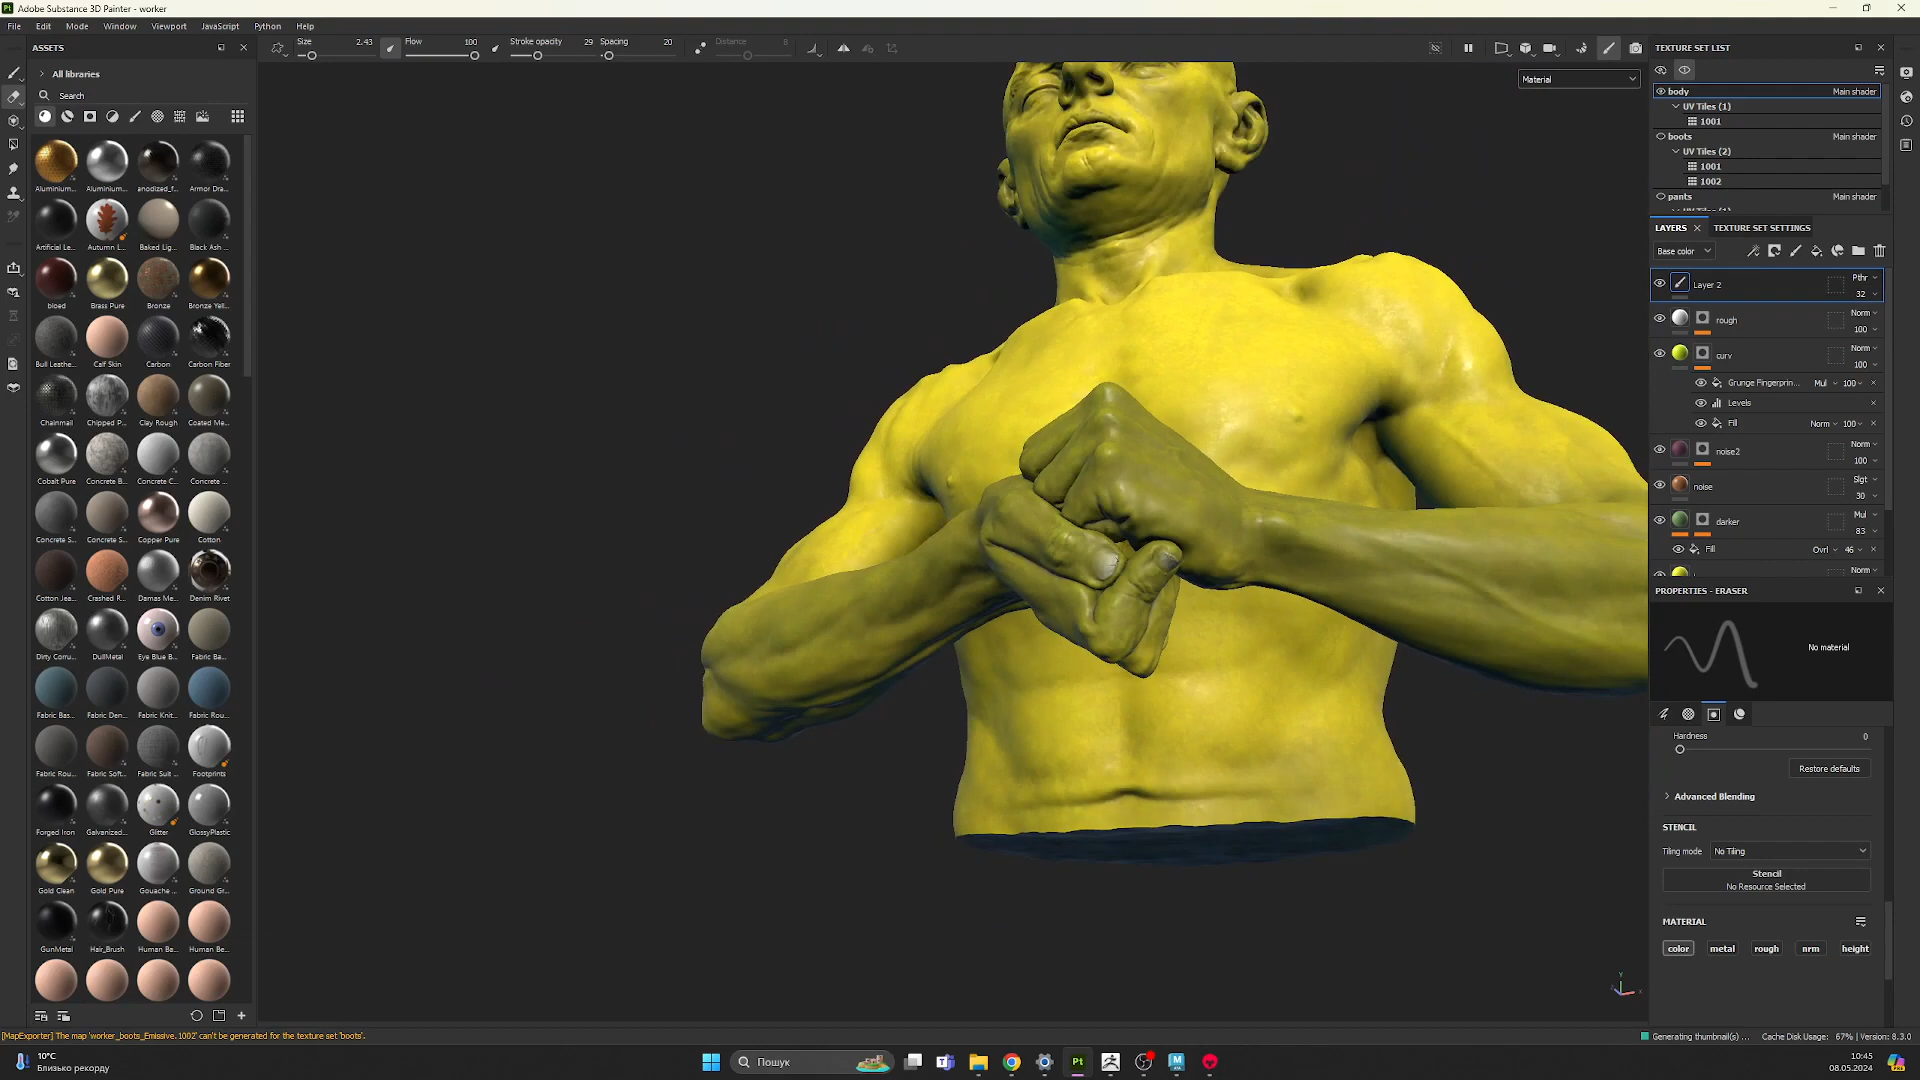 Adobe Substance 3D Painter - worker
File Edit Mode Window Viewport JavaScript Python Help
ASSETS
All libraries
Search
Aluminium... Aluminium... anodized_f... Armor Dra...
Artificial Le... Autumn L... Baked Lig... Black Ash ...
blood Brass Pure Bronze Bronze Yell...
Bull Leathe... Calf Skin Carbon Carbon Fiber
Chainmail Chipped P... Clay Rough Coated Me...
Cobalt Pure Concrete B... Concrete C... Concrete ...
Concrete S... Concrete S... Copper Pure Cotton
Cotton Jea... Crashed R... Damas Me... Denim Rivet
Dirty Corru... DullMetal Eye Blue B... Fabric Ba...
Fabric Bas... Fabric Den... Fabric Knit... Fabric Rou...
Fabric Rou... Fabric Soft... Fabric Suit ... Footprints
Forged Iron Galvanized... Glitter GlossyPlastic
Gold Clean Gold Pure Gouache ... Ground Gr...
GunMetal Hair_Brush Human Ba... Human Be...
Size 2.43 Flow 100 Stroke opacity 29 Spacing 20 Distance 8
Material
TEXTURE SET LIST
body Main shader
UV Tiles (1)
1001
boots Main shader
UV Tiles (2)
1001
1002
pants Main shader
LAYERS TEXTURE SET SETTINGS
Base color
Layer 2 Pthr 32
rough Norm 100
curv Norm 100
Grunge Fingerprin... Mul 100
Levels
Fill Norm 100
noise2 Norm 100
noise Slgt 30
darker Mul 83
Fill Ovrl 46
Norm
PROPERTIES - ERASER
No material
Hardness 0
Restore defaults
Advanced Blending
STENCIL
Tiling mode No Tiling
Stencil
No Resource Selected
MATERIAL
color metal rough nrm height
Y
X
[MapExporter] The map 'worker_boots_Emissive.1002' can't be generated for the texture set 'boots'.
Generating thumbnail(s) ... Cache Disk Usage: 67% | Version: 8.3.0
10°C
Близько рекорду
Пошук
10:45
08.05.2024